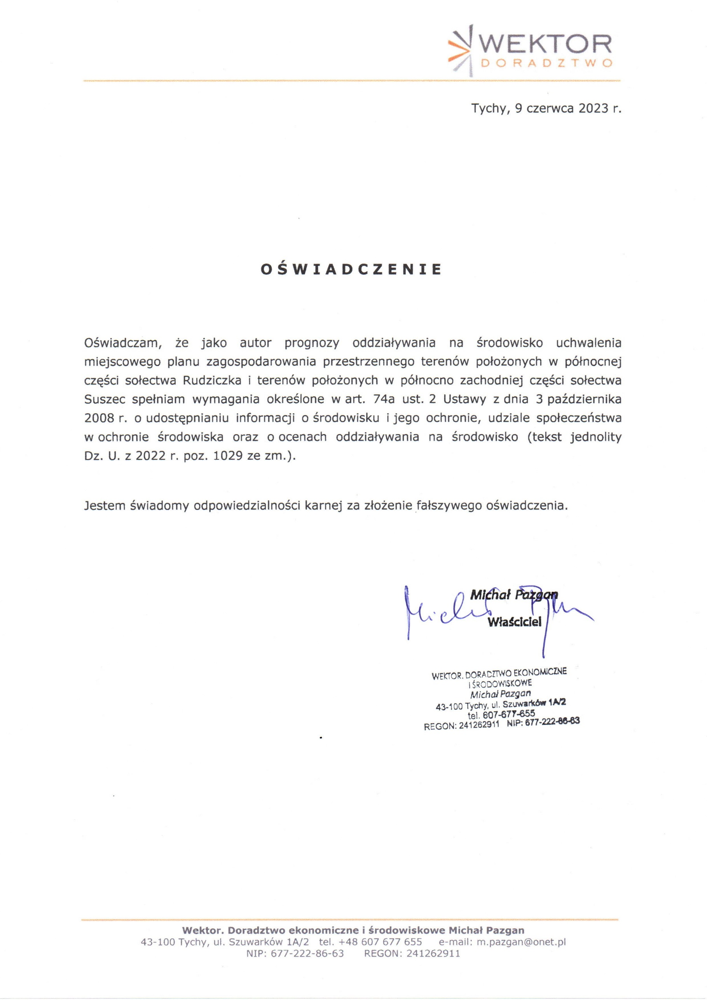 WEKTOR
DORADZTWO
Tychy, 9 czerwca 2023 r.
OŚWIADCZENIE
Oświadczam, że jako autor prognozy oddziaływania na środowisko uchwalenia
miejscowego planu zagospodarowania przestrzennego terenów położonych w północnej
części sołectwa Rudziczka i terenów położonych w północno zachodniej części sołectwa
Suszec spełniam wymagania określone w art. 74a ust. 2 Ustawy z dnia 3 października
2008 r. o udostępnianiu informacji o środowisku i jego ochronie, udziale społeczeństwa
w ochronie środowiska oraz o ocenach oddziaływania na środowisko (tekst jednolity
Dz. U. z 2022 r. poz. 1029 ze zm.).
Jestem świadomy odpowiedzialności karnej za złożenie fałszywego oświadczenia.
Michał Pazgan
Właściciel
WEKTOR. DORADZTWO EKONOMICZNE
I ŚRODOWISKOWE
Michał Pazgan
43-100 Tychy, ul. Szuwarków 1A/2
tel. 607-677-655
REGON: 241262911 NIP: 677-222-86-63
Wektor. Doradztwo ekonomiczne i środowiskowe Michał Pazgan
43-100 Tychy, ul. Szuwarków 1A/2 tel. +48 607 677 655 e-mail: m.pazgan@onet.pl
NIP: 677-222-86-63 REGON: 241262911